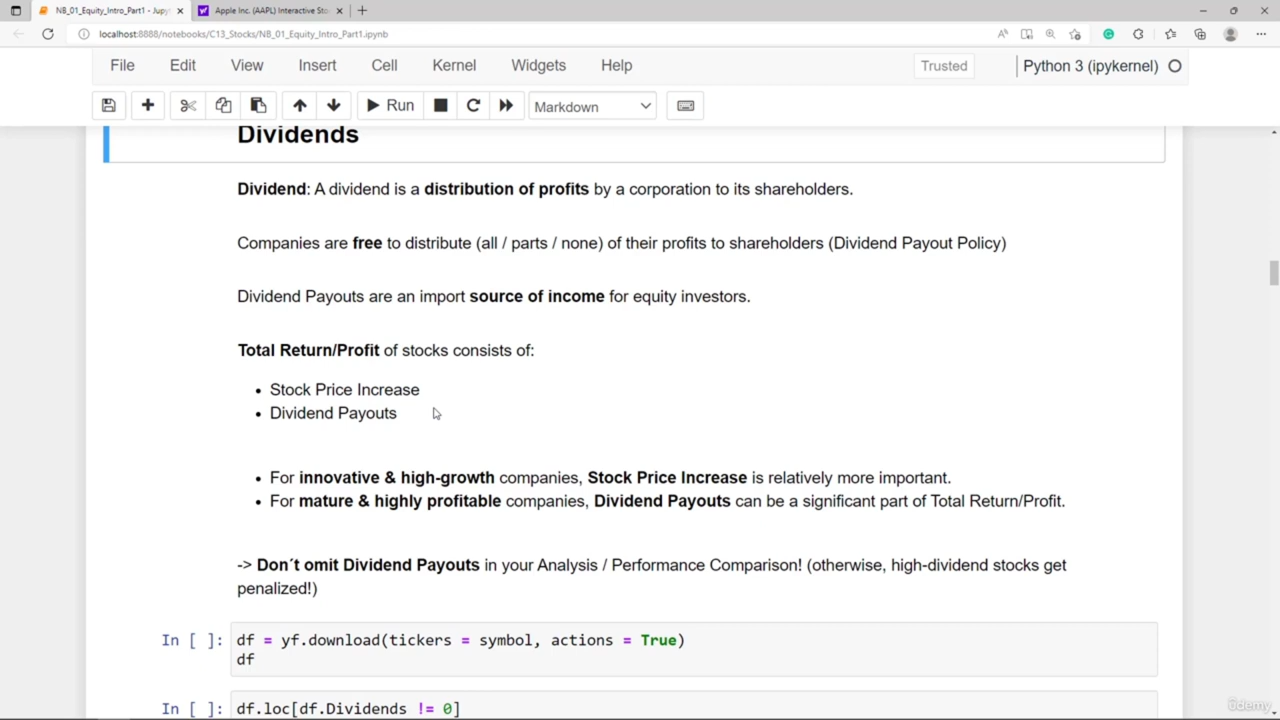 NB_01_Equity_Intro_Part1 - Jupyt
Apple Inc. (AAPL) Interactive Sto
localhost:8888/notebooks/C13_Stocks/NB_01_Equity_Intro_Part1.ipynb
File Edit View Insert Cell Kernel Widgets Help Trusted Python 3 (ipykernel)
Run Markdown
Dividends
Dividend: A dividend is a distribution of profits by a corporation to its shareholders.
Companies are free to distribute (all / parts / none) of their profits to shareholders (Dividend Payout Policy)
Dividend Payouts are an import source of income for equity investors.
Total Return/Profit of stocks consists of:
• Stock Price Increase
• Dividend Payouts
• For innovative & high-growth companies, Stock Price Increase is relatively more important.
• For mature & highly profitable companies, Dividend Payouts can be a significant part of Total Return/Profit.
-> Don´t omit Dividend Payouts in your Analysis / Performance Comparison! (otherwise, high-dividend stocks get
penalized!)
In [ ]: df = yf.download(tickers = symbol, actions = True)
df
In [ ]: df.loc[df.Dividends != 0]
ûdemy